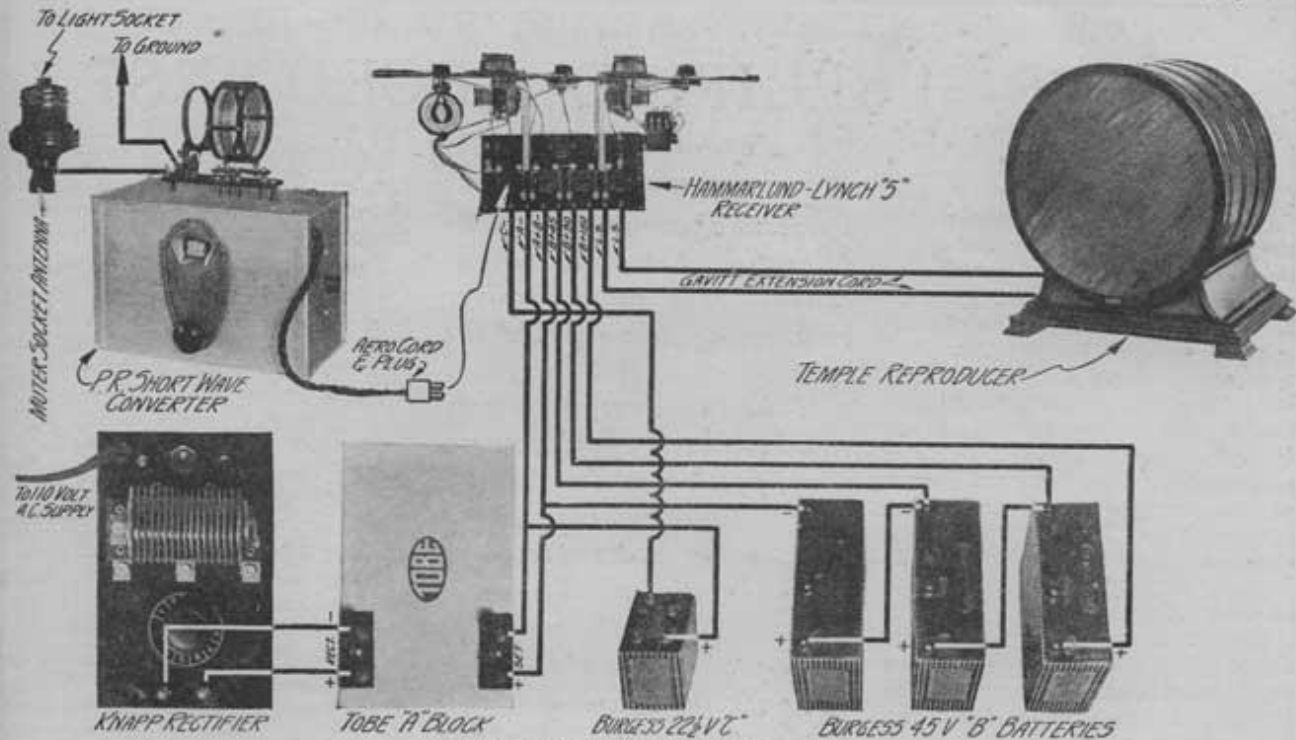 TO LIGHT SOCKET
TO GROUND
MUTER SOCKET ANTENNA
P.R. SHORT WAVE
CONVERTER
AERO CORD
& PLUG
HAMMARLUND-LYNCH "5"
RECEIVER
GAVITT EXTENSION CORD
TEMPLE REPRODUCER
TO 110 VOLT
A.C. SUPPLY
KNAPP RECTIFIER
-
RECT.
+
TOBE
-
SET
+
TOBE "A" BLOCK
+
BURGESS 22½ V "C"
-
+
-
+
+
BURGESS 45 V "B" BATTERIES